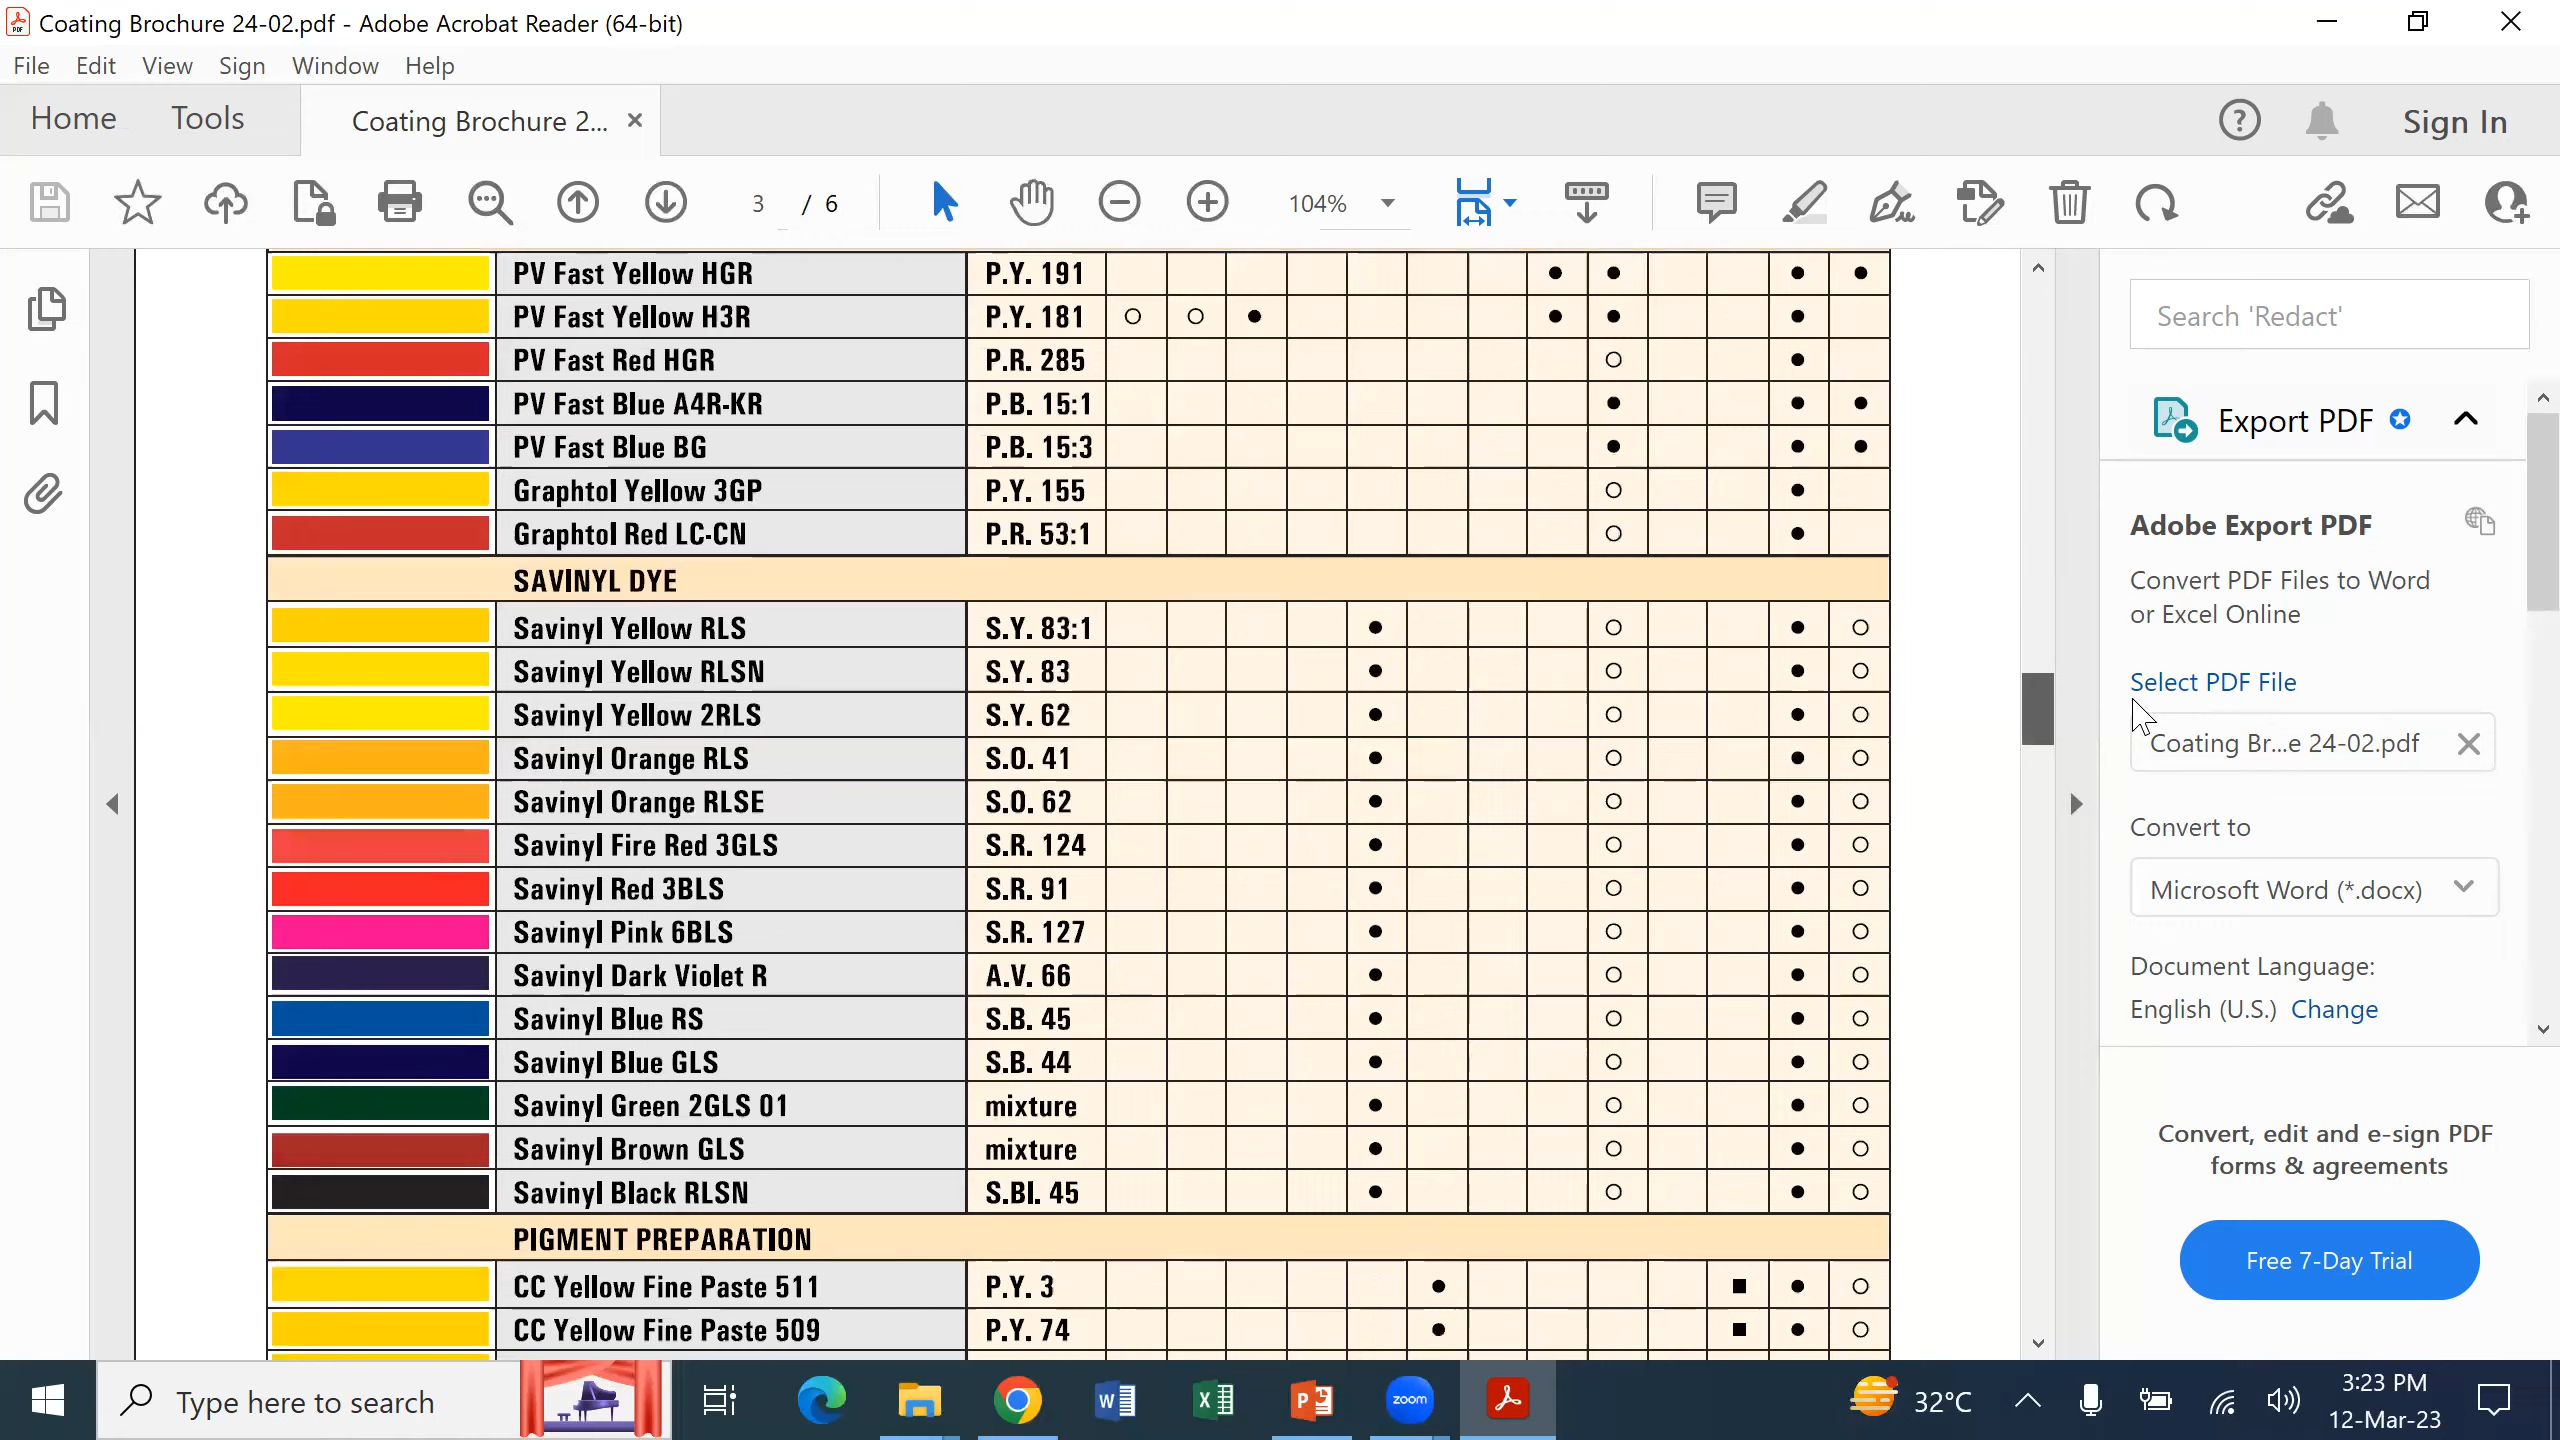 Coating Brochure 24-02.pdf - Adobe Acrobat Reader (64-bit)
File Edit View Sign Window Help
Home Tools Coating Brochure 2... Sign In
3 / 6 104%
PV Fast Yellow HGR P.Y. 191 ● ● ● ●
PV Fast Yellow H3R P.Y. 181 ○ ○ ● ● ● ●
PV Fast Red HGR P.R. 285 ○ ●
PV Fast Blue A4R-KR P.B. 15:1 ● ● ●
PV Fast Blue BG P.B. 15:3 ● ● ●
Graphtol Yellow 3GP P.Y. 155 ○ ●
Graphtol Red LC-CN P.R. 53:1 ○ ●
SAVINYL DYE
Savinyl Yellow RLS S.Y. 83:1 ● ○ ● ○
Savinyl Yellow RLSN S.Y. 83 ● ○ ● ○
Savinyl Yellow 2RLS S.Y. 62 ● ○ ● ○
Savinyl Orange RLS S.O. 41 ● ○ ● ○
Savinyl Orange RLSE S.O. 62 ● ○ ● ○
Savinyl Fire Red 3GLS S.R. 124 ● ○ ● ○
Savinyl Red 3BLS S.R. 91 ● ○ ● ○
Savinyl Pink 6BLS S.R. 127 ● ○ ● ○
Savinyl Dark Violet R A.V. 66 ● ○ ● ○
Savinyl Blue RS S.B. 45 ● ○ ● ○
Savinyl Blue GLS S.B. 44 ● ○ ● ○
Savinyl Green 2GLS 01 mixture ● ○ ● ○
Savinyl Brown GLS mixture ● ○ ● ○
Savinyl Black RLSN S.Bl. 45 ● ○ ● ○
PIGMENT PREPARATION
CC Yellow Fine Paste 511 P.Y. 3 ● ■ ● ○
CC Yellow Fine Paste 509 P.Y. 74 ● ■ ● ○
Search 'Redact'
Export PDF
Adobe Export PDF
Convert PDF Files to Word
or Excel Online
Select PDF File
Coating Br...e 24-02.pdf
Convert to
Microsoft Word (*.docx)
Document Language:
English (U.S.) Change
Convert, edit and e-sign PDF
forms & agreements
Free 7-Day Trial
Type here to search
zoom
32°C
3:23 PM
12-Mar-23